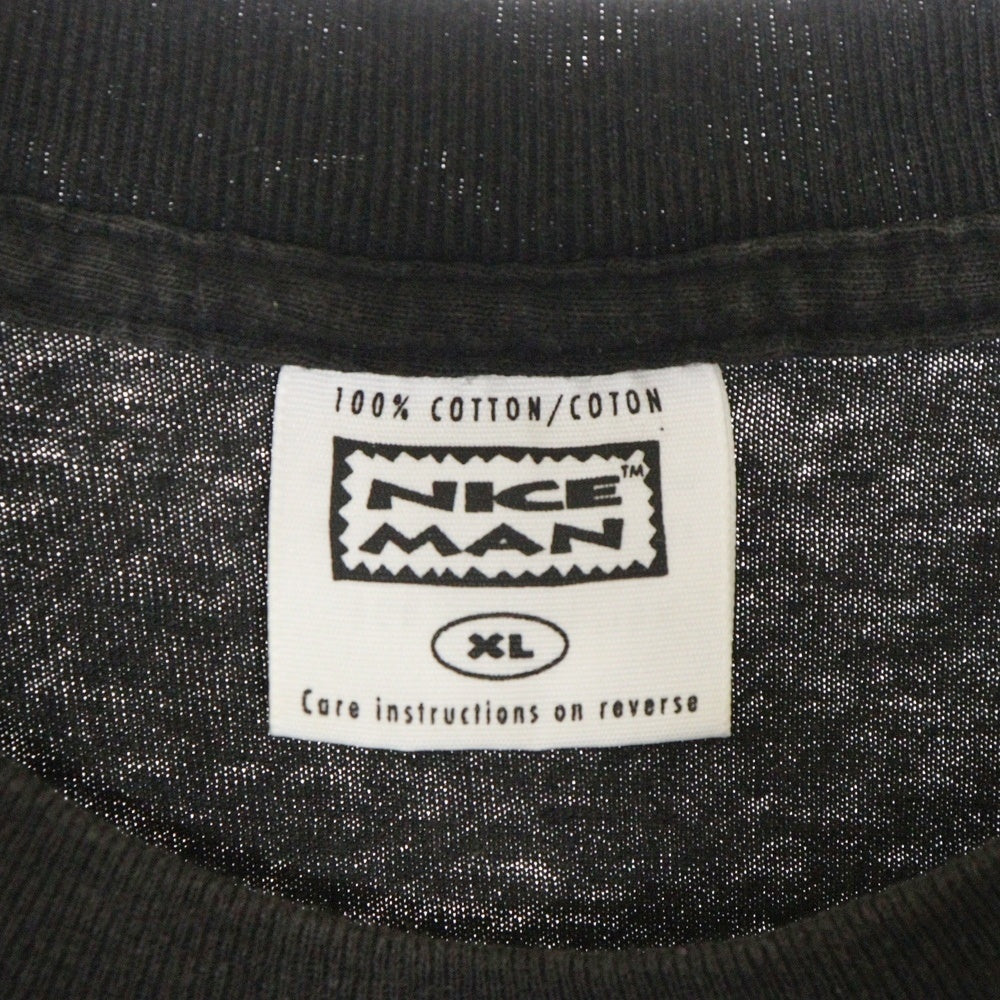 100% COTTON/COTON
NICE™
MAN
XL
Care instructions on reverse